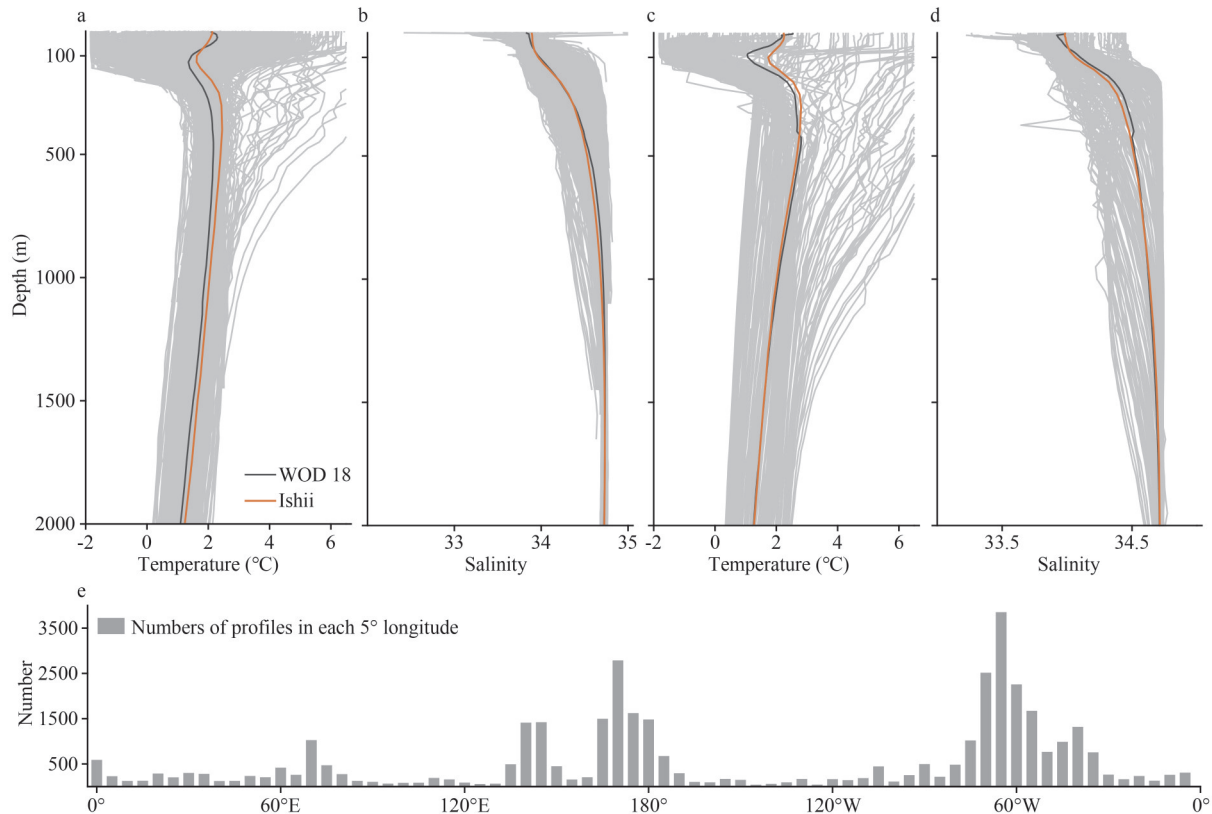 a
b
c
d
100
500
1000
1500
2000
Depth (m)
WOD 18
Ishii
-2 0 2 4 6
33 34 35
-2 0 2 4 6
33.5 34.5
Temperature (℃)
Salinity
Temperature (℃)
Salinity
e
Numbers of profiles in each 5° longitude
3500
2500
1500
500
Number
0° 60°E 120°E 180° 120°W 60°W 0°